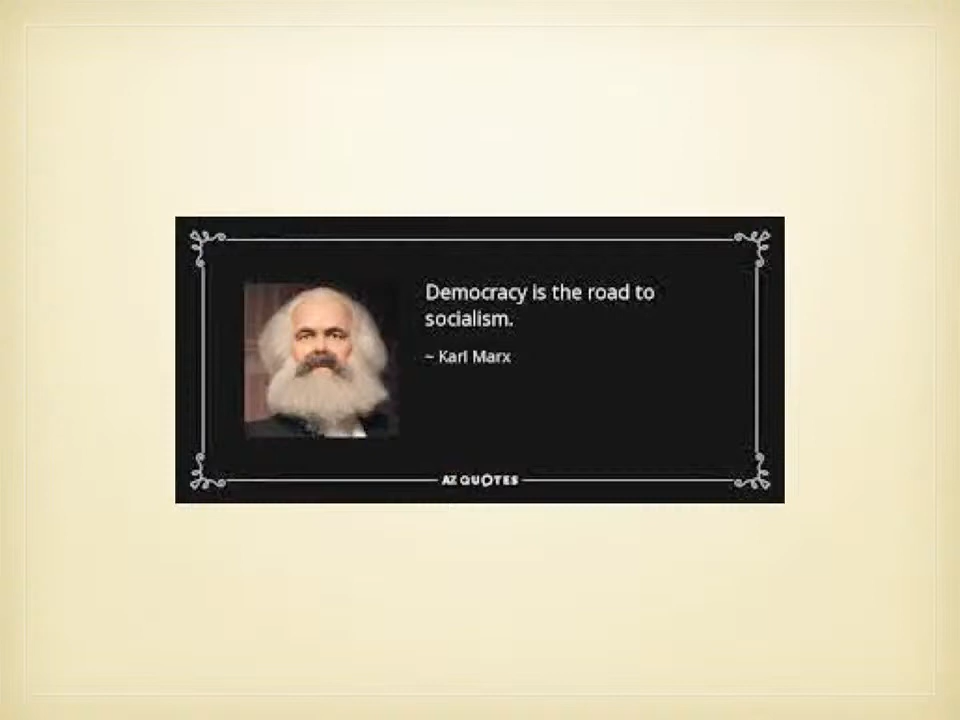 Democracy is the road to
socialism.
~ Karl Marx
AZ QUOTES